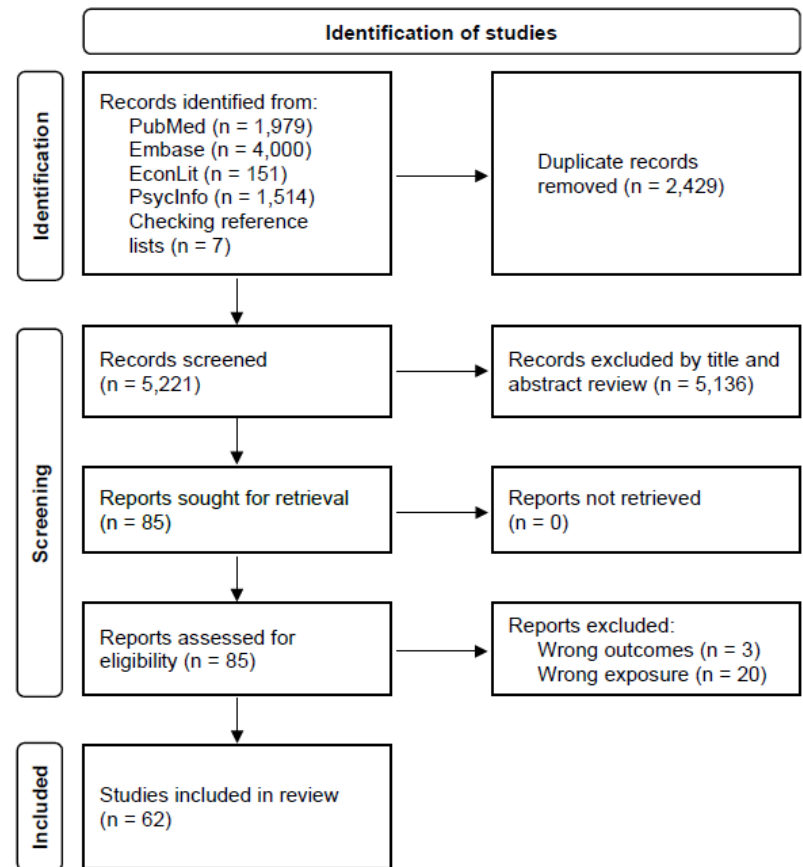 Identification of studies
Identification
Records identified from:
PubMed (n = 1,979)
Embase (n = 4,000)
EconLit (n = 151)
PsycInfo (n = 1,514)
Checking reference
lists (n = 7)
Duplicate records
removed (n = 2,429)
Screening
Records screened
(n = 5,221)
Records excluded by title and
abstract review (n = 5,136)
Reports sought for retrieval
(n = 85)
Reports not retrieved
(n = 0)
Reports assessed for
eligibility (n = 85)
Reports excluded:
Wrong outcomes (n = 3)
Wrong exposure (n = 20)
Included
Studies included in review
(n = 62)